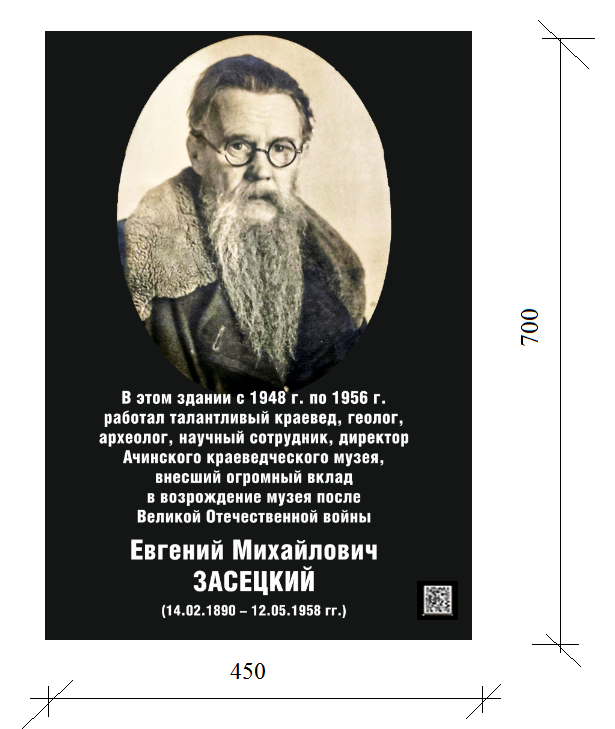 В этом здании с 1948 г. по 1956 г.
работал талантливый краевед, геолог,
археолог, научный сотрудник, директор
Ачинского краеведческого музея,
внесший огромный вклад
в возрождение музея после
Великой Отечественной войны
Евгений Михайлович
ЗАСЕЦКИЙ
(14.02.1890 – 12.05.1958 гг.)
700
450